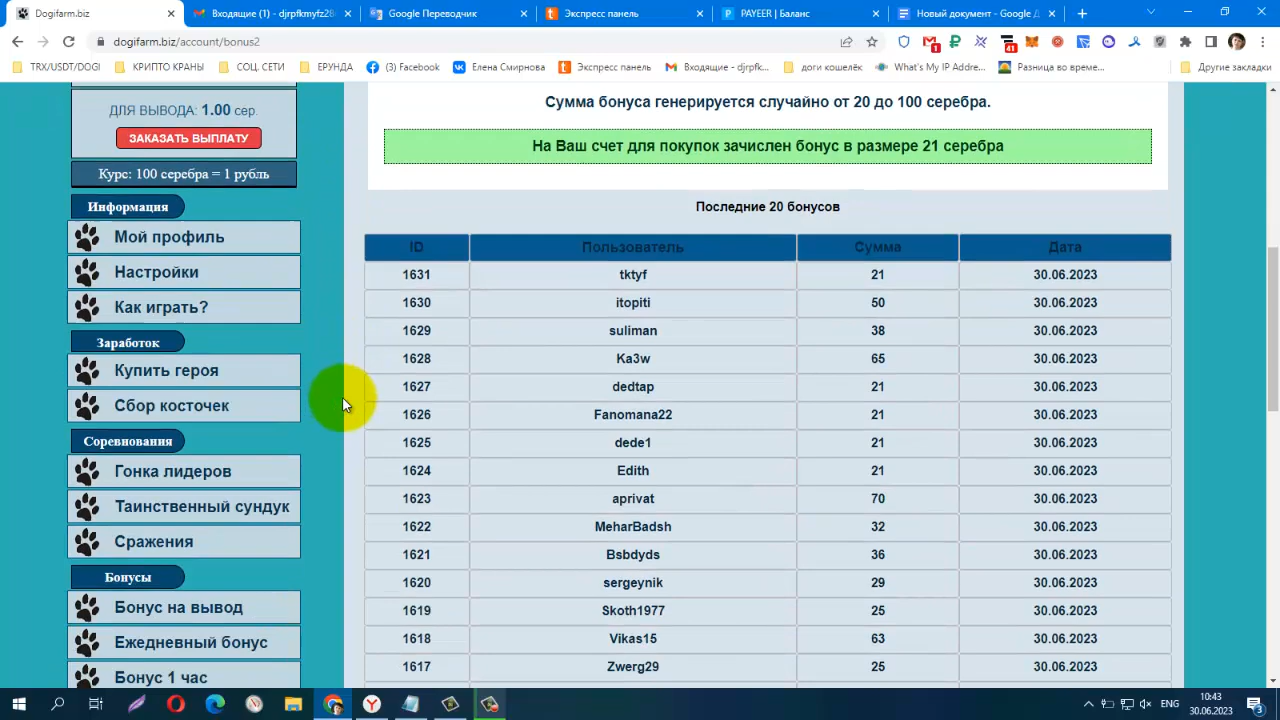 Dogifarm.biz
Входящие (1) - djrpfkmyfz28
Google Переводчик
Экспресс панель
PAYEER | Баланс
Новый документ - Google Д
dogifarm.biz/account/bonus2
1
41
TRX/USDT/DOGI
КРИПТО КРАНЫ
СОЦ. СЕТИ
ЕРУНДА
(3) Facebook
Елена Смирнова
Экспресс панель
Входящие - djrpfk...
доги кошелёк
What's My IP Addre...
Разница во време...
Другие закладки
ДЛЯ ВЫВОДА: 1.00 сер.
ЗАКАЗАТЬ ВЫПЛАТУ
Курс: 100 серебра = 1 рубль
Информация
Мой профиль
Настройки
Как играть?
Заработок
Купить героя
Сбор косточек
Соревнования
Гонка лидеров
Таинственный сундук
Сражения
Бонусы
Бонус на вывод
Ежедневный бонус
Бонус 1 час
Сумма бонуса генерируется случайно от 20 до 100 серебра.
На Ваш счет для покупок зачислен бонус в размере 21 серебра
Последние 20 бонусов
ID Пользователь Сумма Дата
1631 tktyf 21 30.06.2023
1630 itopiti 50 30.06.2023
1629 suliman 38 30.06.2023
1628 Ka3w 65 30.06.2023
1627 dedtap 21 30.06.2023
1626 Fanomana22 21 30.06.2023
1625 dede1 21 30.06.2023
1624 Edith 21 30.06.2023
1623 aprivat 70 30.06.2023
1622 MeharBadsh 32 30.06.2023
1621 Bsbdyds 36 30.06.2023
1620 sergeynik 29 30.06.2023
1619 Skoth1977 25 30.06.2023
1618 Vikas15 63 30.06.2023
1617 Zwerg29 25 30.06.2023
ENG
10:43
30.06.2023
3